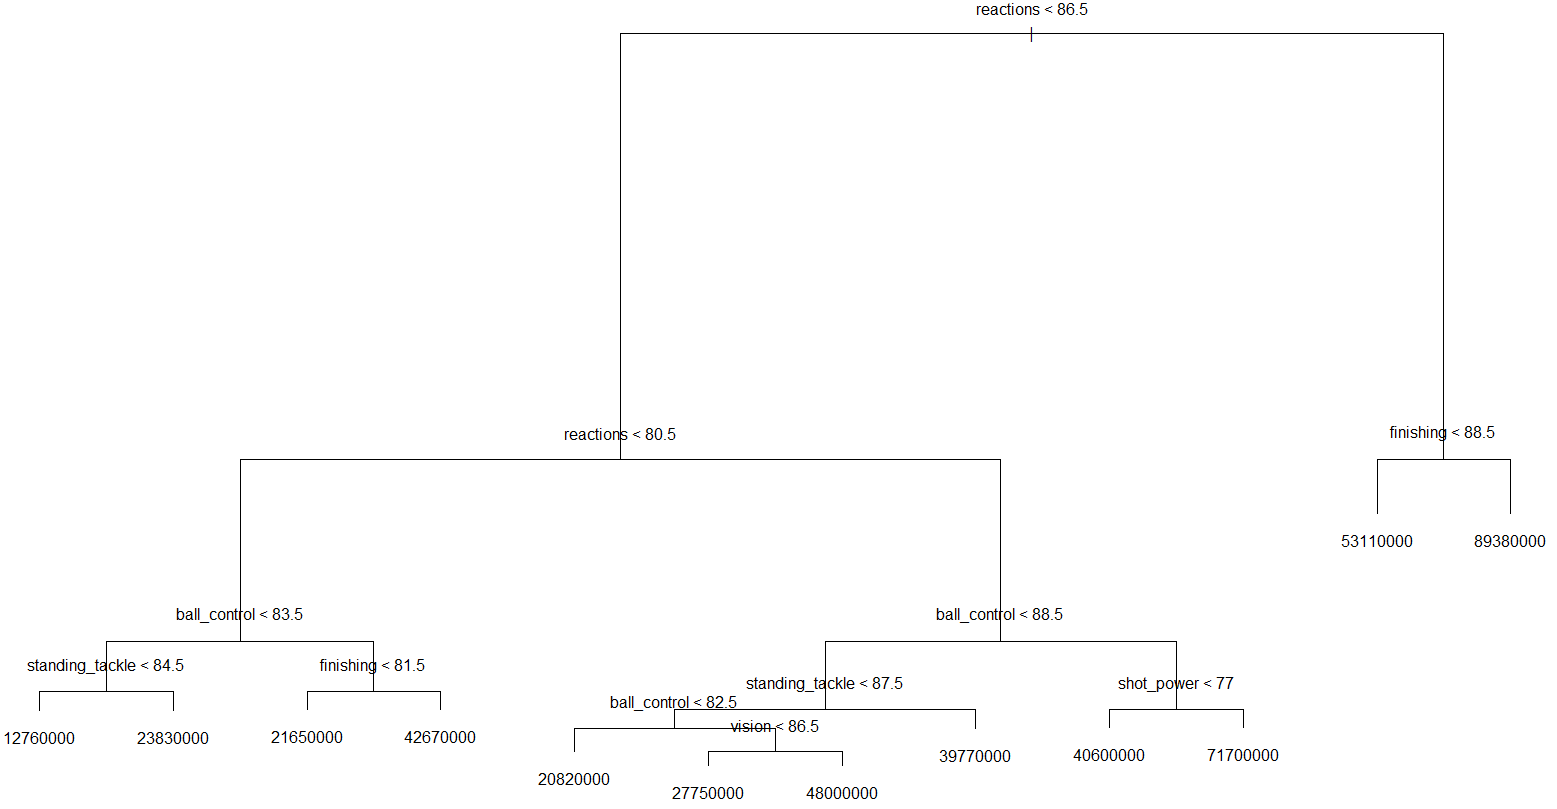 reactions < 86.5
reactions < 80.5
finishing < 88.5
53110000
89380000
ball_control < 83.5
ball_control < 88.5
standing_tackle < 84.5
finishing < 81.5
standing_tackle < 87.5
shot_power < 77
ball_control < 82.5
vision < 86.5
12760000
23830000
21650000
42670000
39770000
40600000
71700000
20820000
27750000
48000000